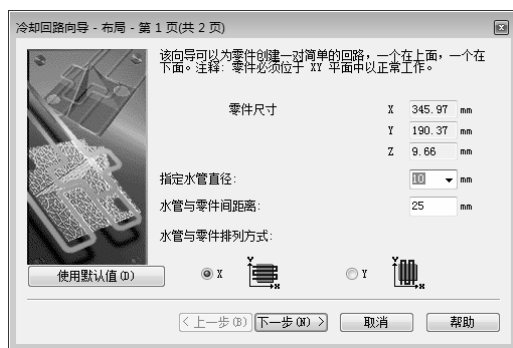 冷却回路向导 - 布局 - 第 1 页(共 2 页)
该向导可以为零件创建一对简单的回路，一个在上面，一个在
下面。注释: 零件必须位于 XY 平面中以正常工作。
零件尺寸 X 345.97 mm
Y 190.37 mm
Z 9.66 mm
指定水管直径: 10 mm
水管与零件间距离: 25 mm
水管与零件排列方式:
使用默认值(D) X Y X Y Y X
< 上一步(B) 下一步(N) > 取消 帮助